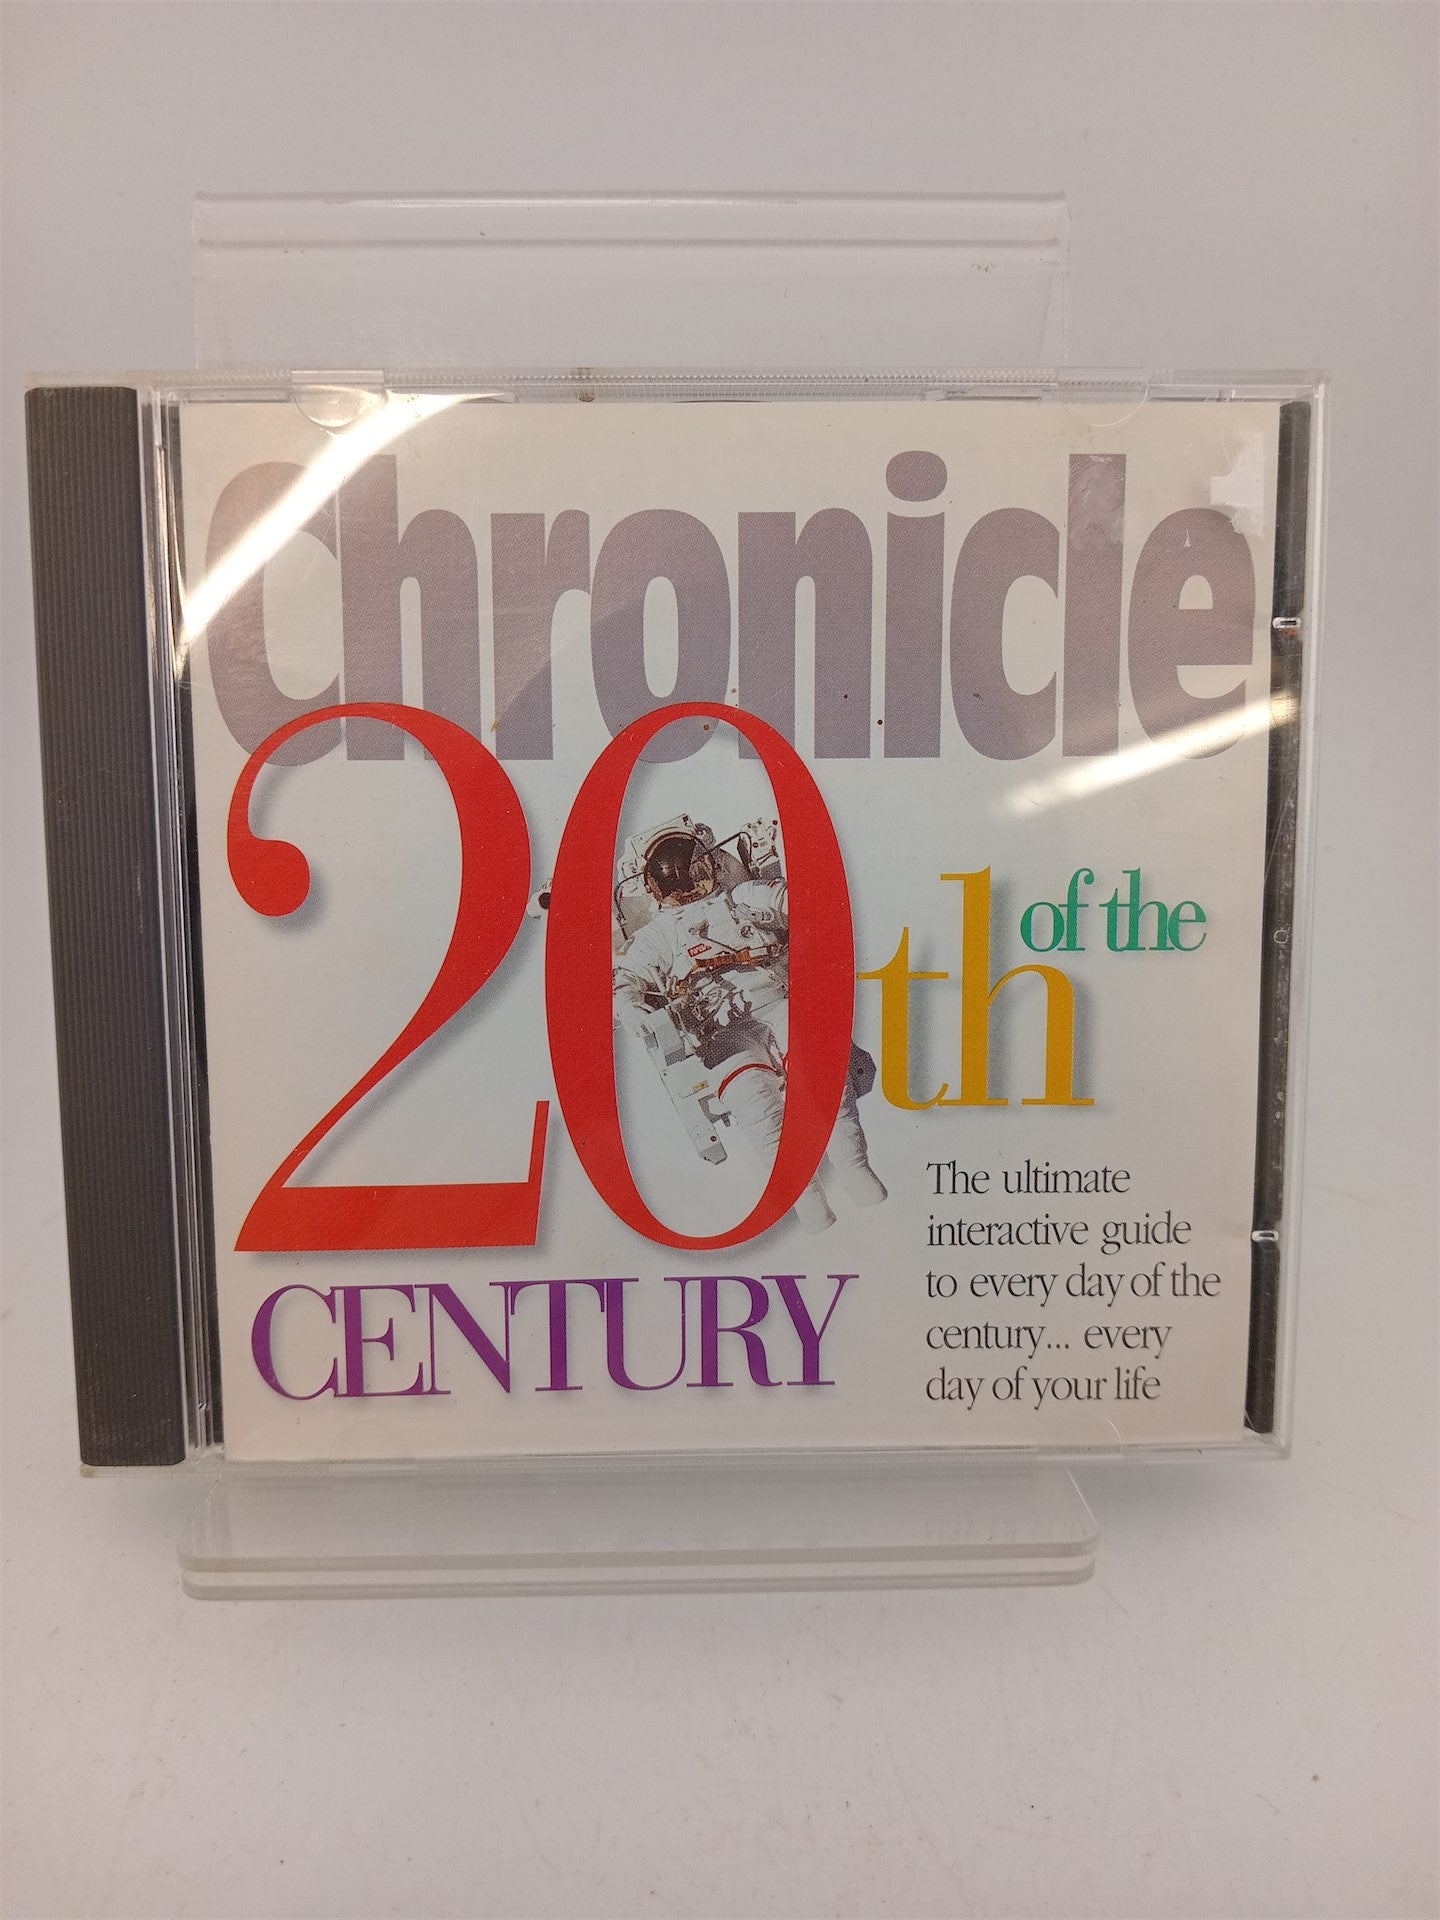 Chronicle
of the
20th
CENTURY
The ultimate
interactive guide
to every day of the
century... every
day of your life